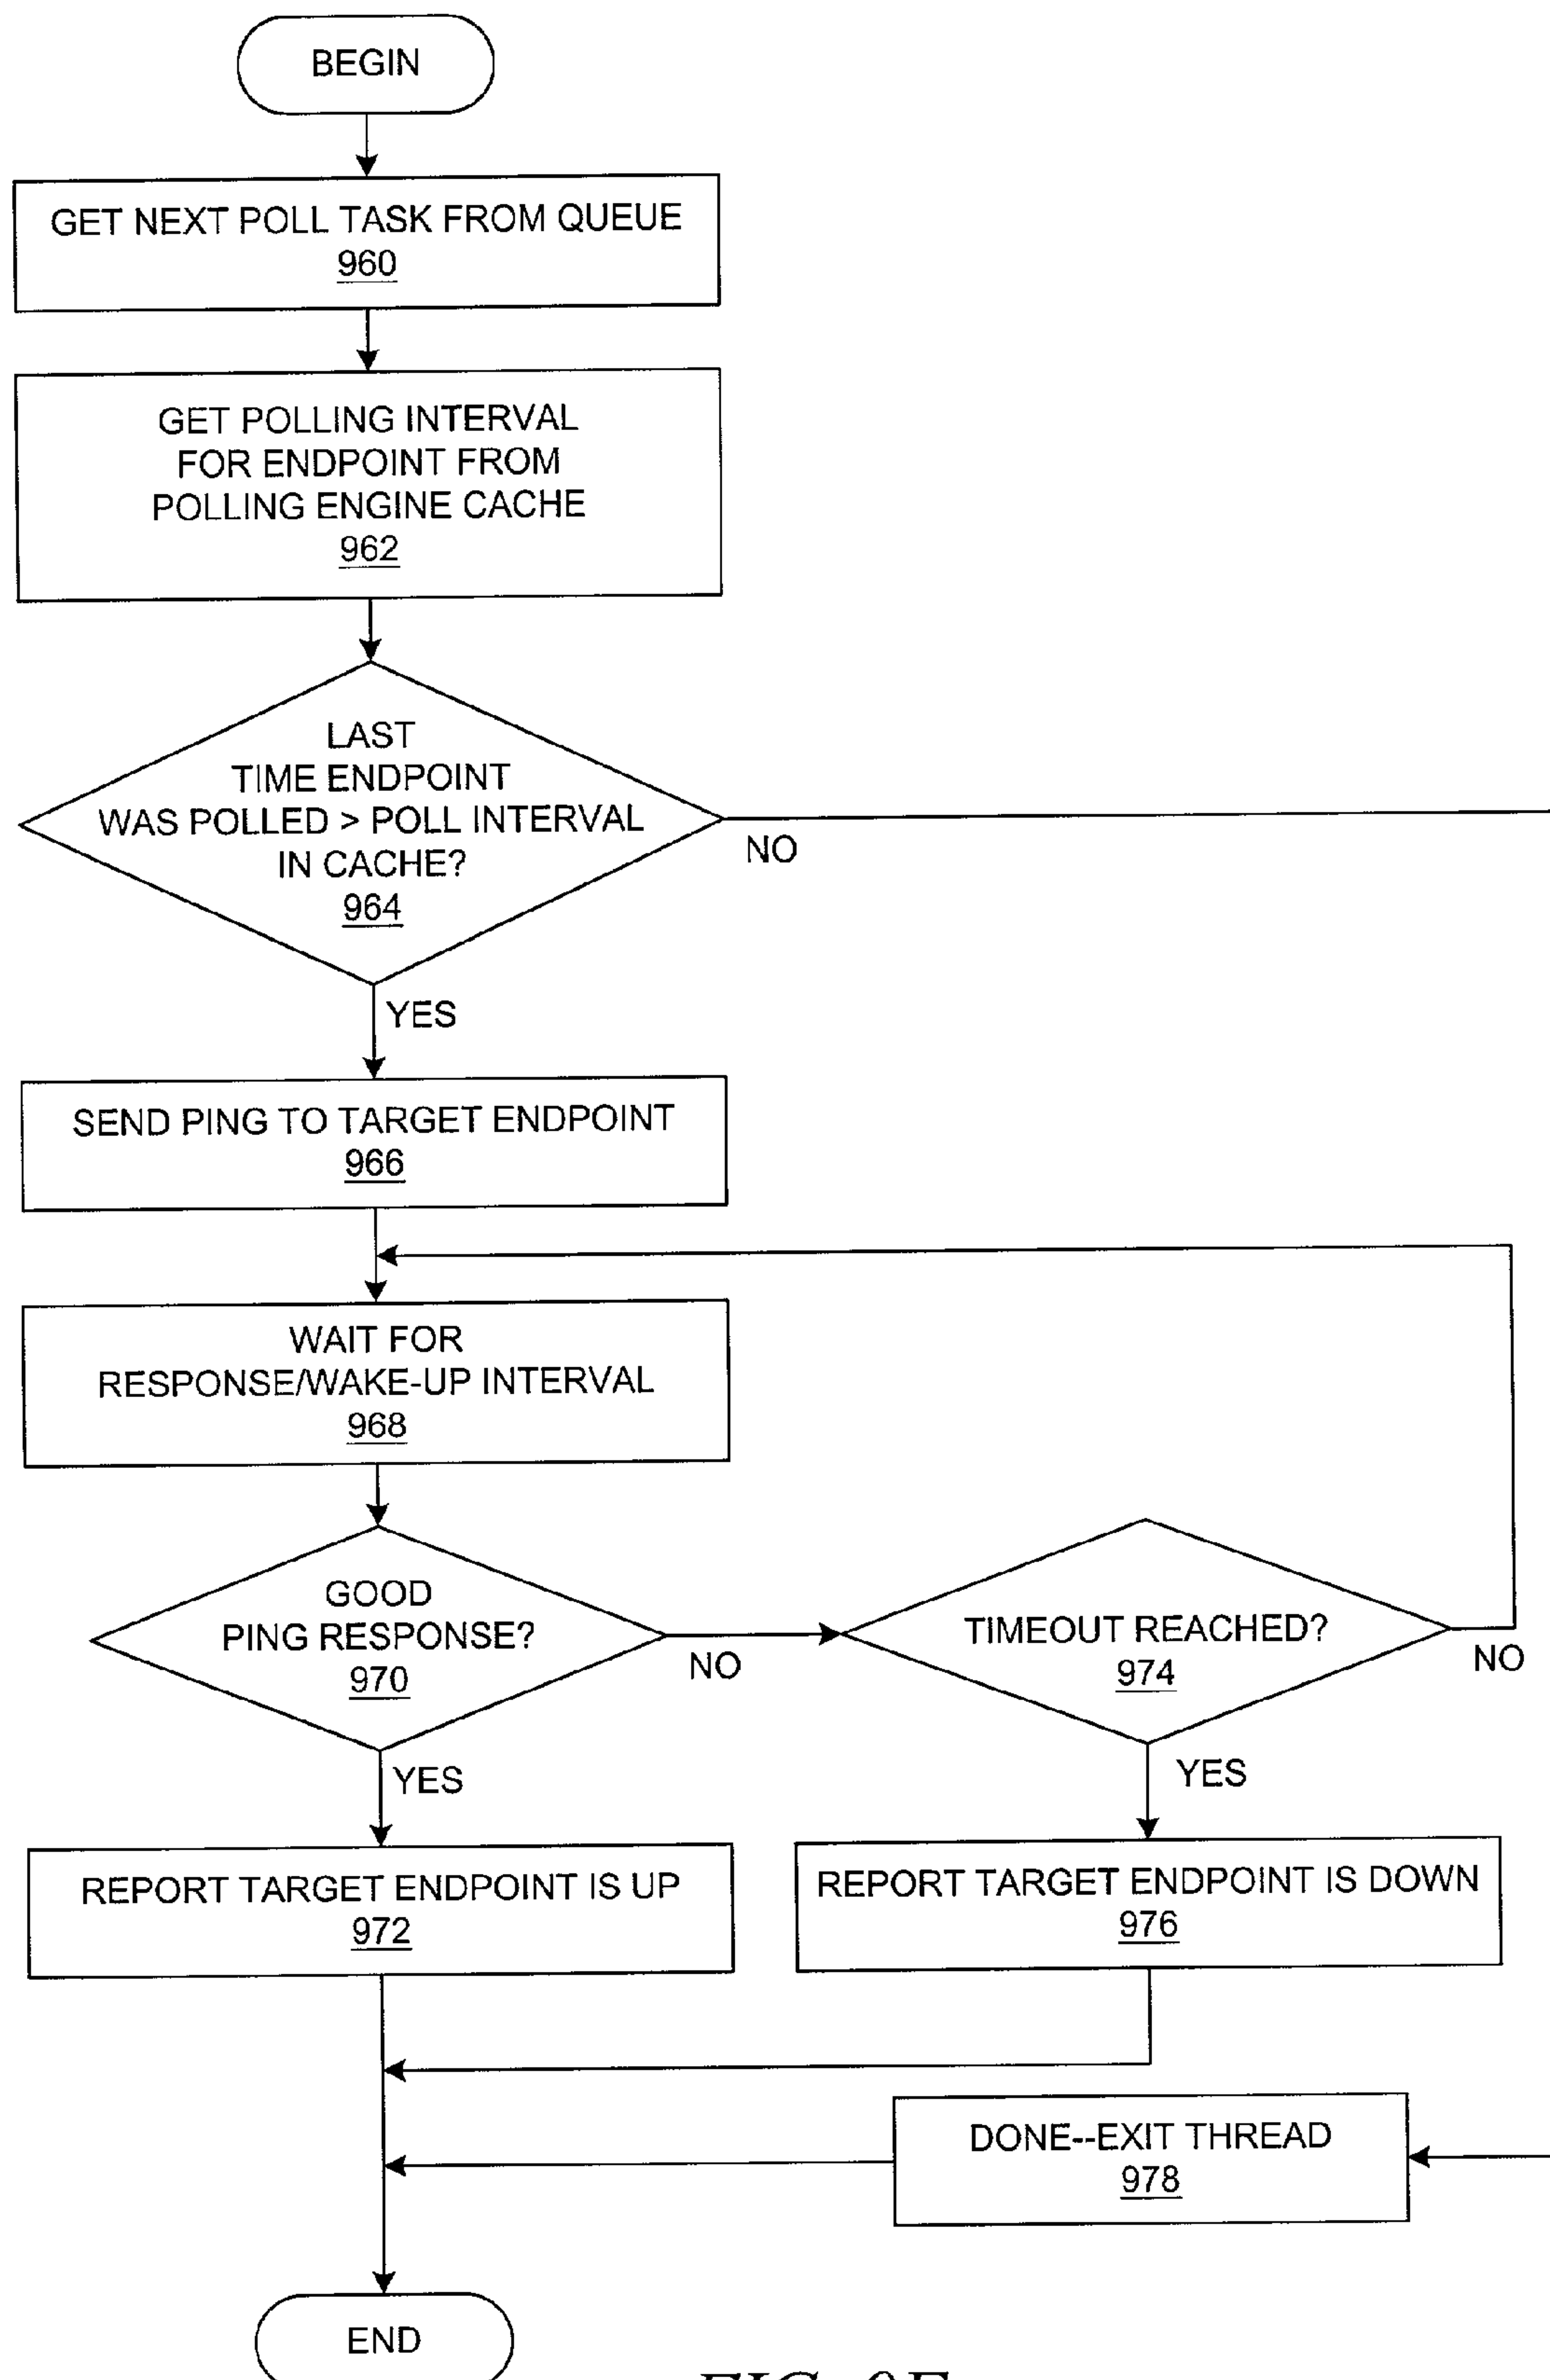 BEGIN
GET NEXT POLL TASK FROM QUEUE
960
GET POLLING INTERVAL
FOR ENDPOINT FROM
POLLING ENGINE CACHE
962
LAST
TIME ENDPOINT
WAS POLLED > POLL INTERVAL
IN CACHE?
964
NO
YES
SEND PING TO TARGET ENDPOINT
966
WAIT FOR
RESPONSE/WAKE-UP INTERVAL
968
GOOD
PING RESPONSE?
970
NO
TIMEOUT REACHED?
974
NO
YES
YES
REPORT TARGET ENDPOINT IS UP
972
REPORT TARGET ENDPOINT IS DOWN
976
DONE--EXIT THREAD
978
END